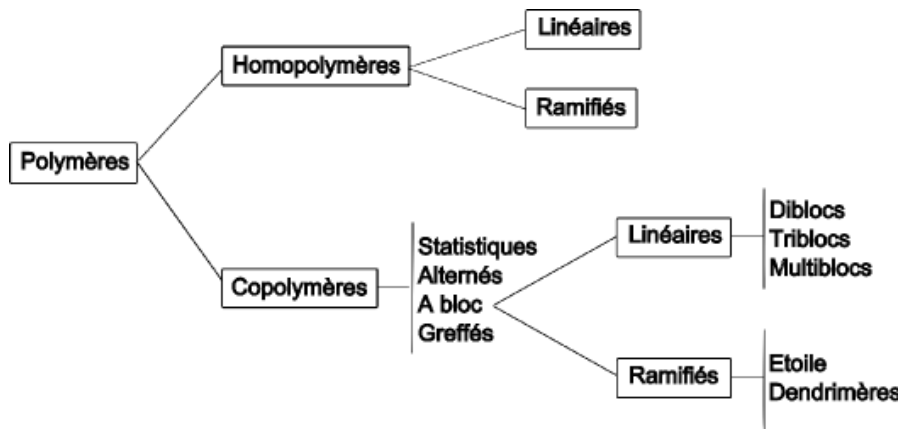 Linéaires
Homopolymères
Ramifiés
Polymères
Copolymères
Statistiques
Alternés
A bloc
Greffés
Linéaires
Diblocs
Triblocs
Multiblocs
Ramifiés
Etoile
Dendrimères